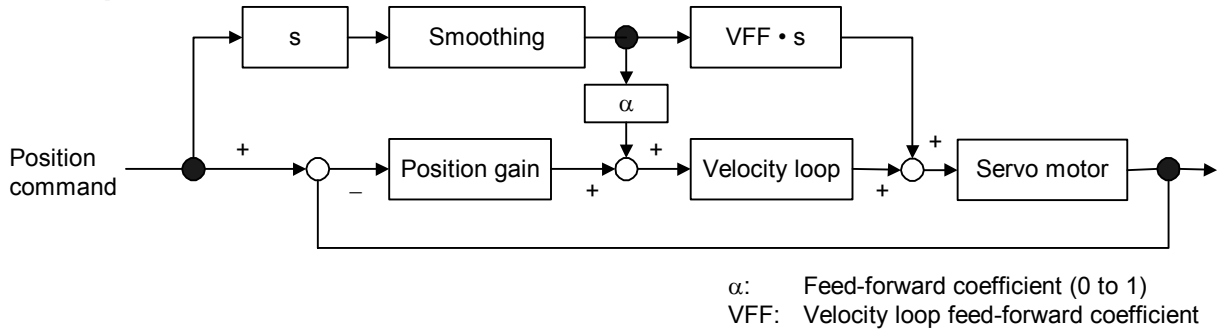 s
Smoothing
VFF • s
α
Position
command
+
−
Position gain
+
+
Velocity loop
+
+
Servo motor
α: Feed-forward coefficient (0 to 1)
VFF: Velocity loop feed-forward coefficient